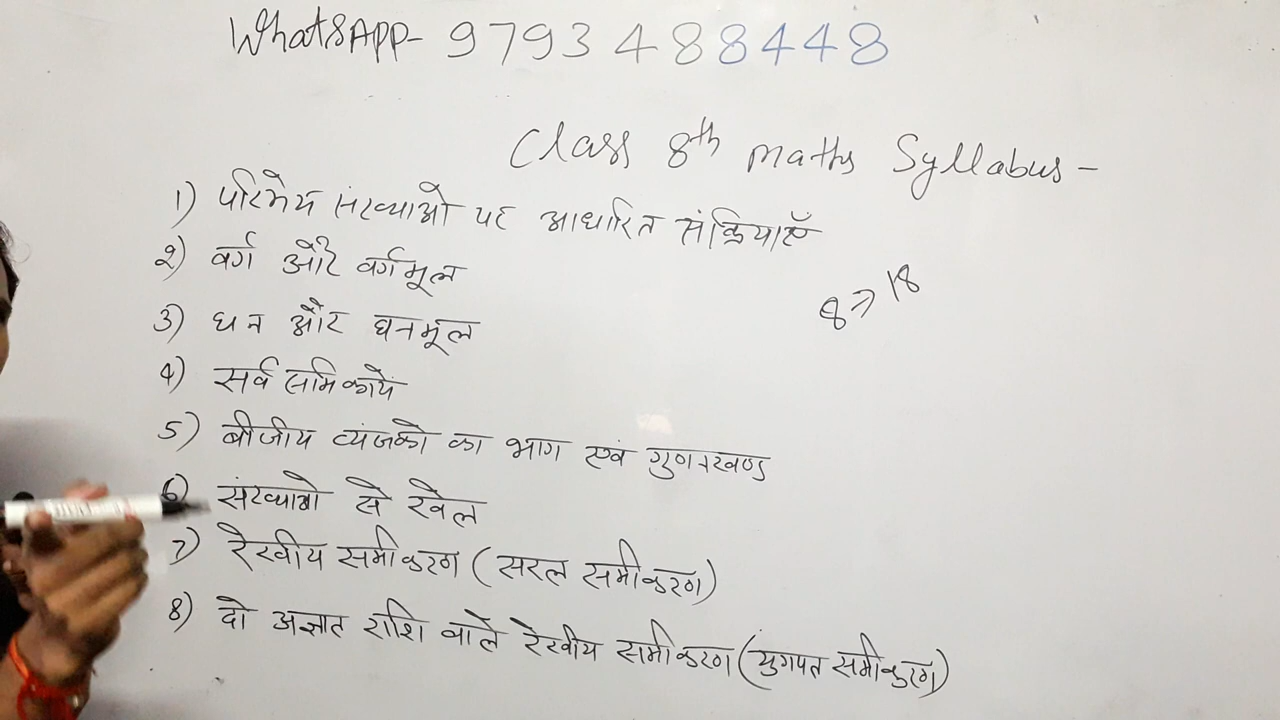 WhatsApp- 9793488448
Class 8th maths Syllabus-
1) परिमेय संख्याओ पर आधारित संक्रियाएँ
2) वर्ग और वर्गमूल
8 > 18
3) घन और घनमूल
4) सर्व समिकायें
5) बीजीय व्यंजको का भाग एवं गुणनखण्ड
6) संख्याओ से खेल
7) रेखीय समीकरण (सरल समीकरण)
8) दो अज्ञात राशि वाले रेखीय समीकरण (युगपत समीकरण)